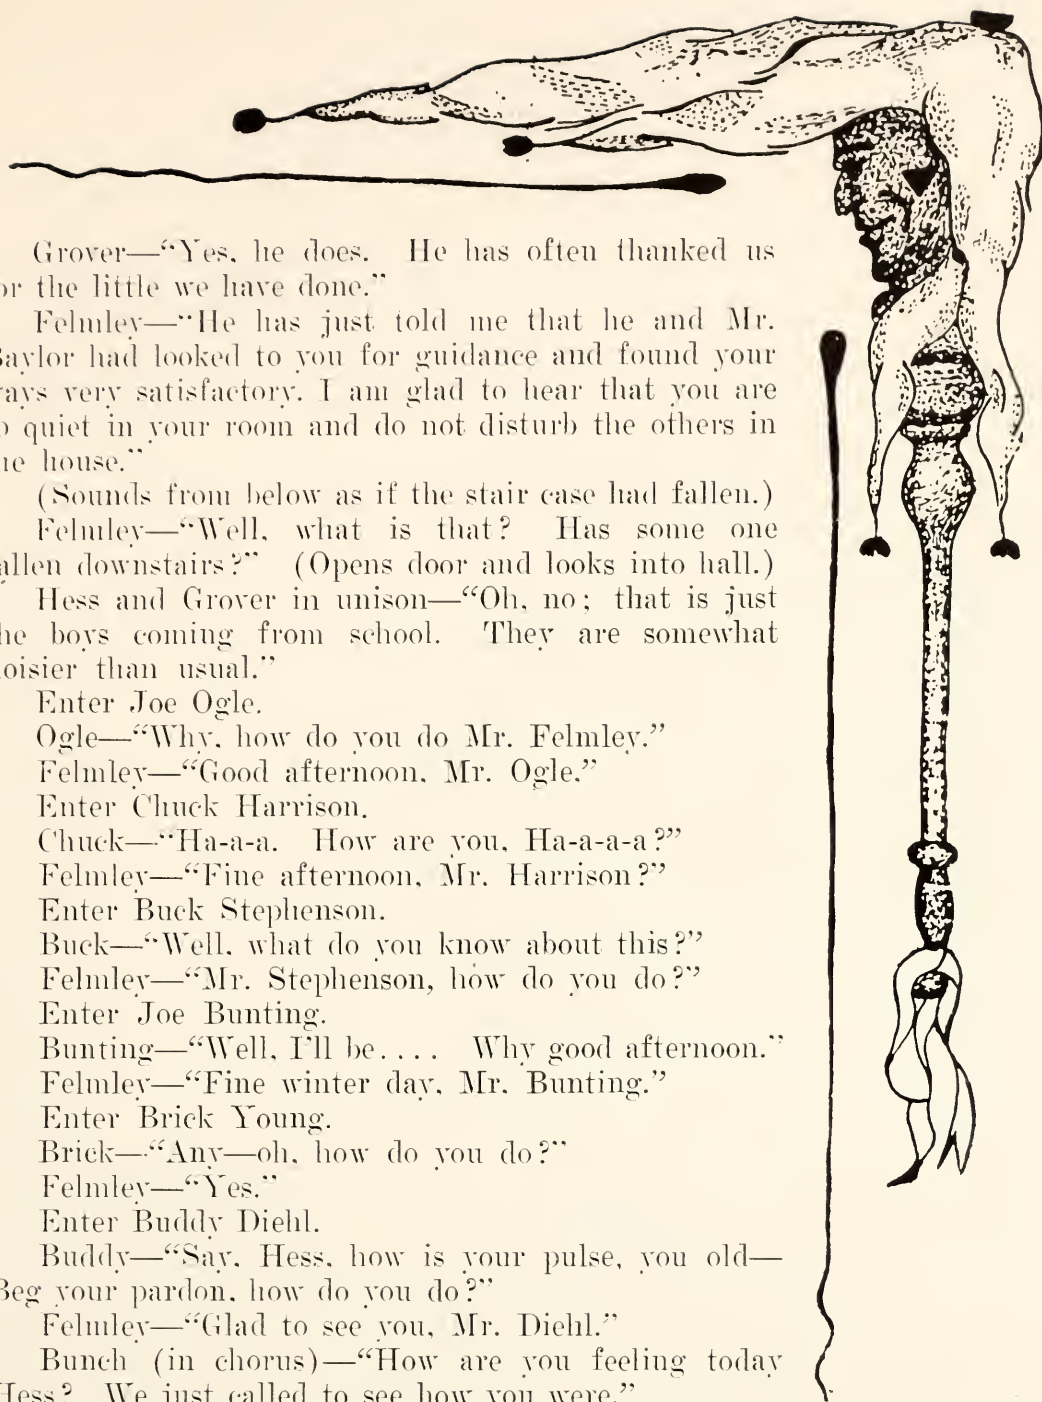 Grover—“Yes, he does. He has often thanked us
or the little we have done.”
Felmley—“He has just told me that he and Mr.
aylor had looked to you for guidance and found your
ays very satisfactory. I am glad to hear that you are
o quiet in your room and do not disturb the others in
he house.”
(Sounds from below as if the stair case had fallen.)
Felmley—“Well, what is that? Has some one
allen downstairs?” (Opens door and looks into hall.)
Hess and Grover in unison—“Oh, no; that is just
he boys coming from school. They are somewhat
oisier than usual.”
Enter Joe Ogle.
Ogle—“Why, how do you do Mr. Felmley.”
Felmley—“Good afternoon, Mr. Ogle.”
Enter Chuck Harrison.
Chuck—“Ha-a-a. How are you, Ha-a-a-a?”
Felmley—“Fine afternoon, Mr. Harrison?”
Enter Buck Stephenson.
Buck—“Well, what do you know about this?”
Felmley—“Mr. Stephenson, how do you do?”
Enter Joe Bunting.
Bunting—“Well, I'll be.... Why good afternoon.”
Felmley—“Fine winter day, Mr. Bunting.”
Enter Brick Young.
Brick—“Any—oh, how do you do?”
Felmley—“Yes.”
Enter Buddy Diehl.
Buddy—“Say, Hess, how is your pulse, you old—
Beg your pardon, how do you do?”
Felmley—“Glad to see you, Mr. Diehl.”
Bunch (in chorus)—“How are you feeling today
Hess? We just called to see how you were.”